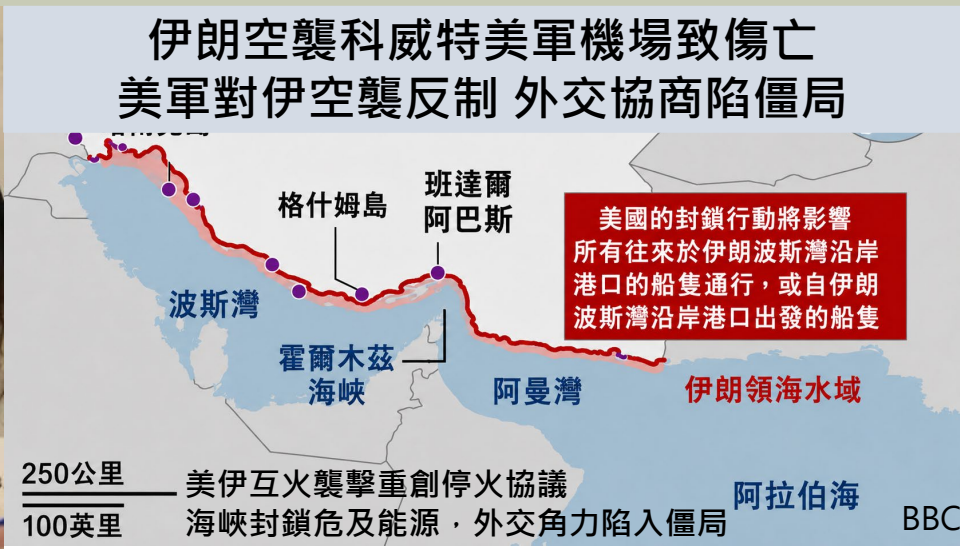 伊朗空襲科威特美軍機場致傷亡
美軍對伊空襲反制 外交協商陷僵局
格什姆島
班達爾
阿巴斯
美國的封鎖行動將影響
所有往來於伊朗波斯灣沿岸
港口的船隻通行，或自伊朗
波斯灣沿岸港口出發的船隻
波斯灣
霍爾木茲
海峽
阿曼灣
伊朗領海水域
250公里
100英里
美伊互火襲擊重創停火協議
海峽封鎖危及能源，外交角力陷入僵局
阿拉伯海
BBC